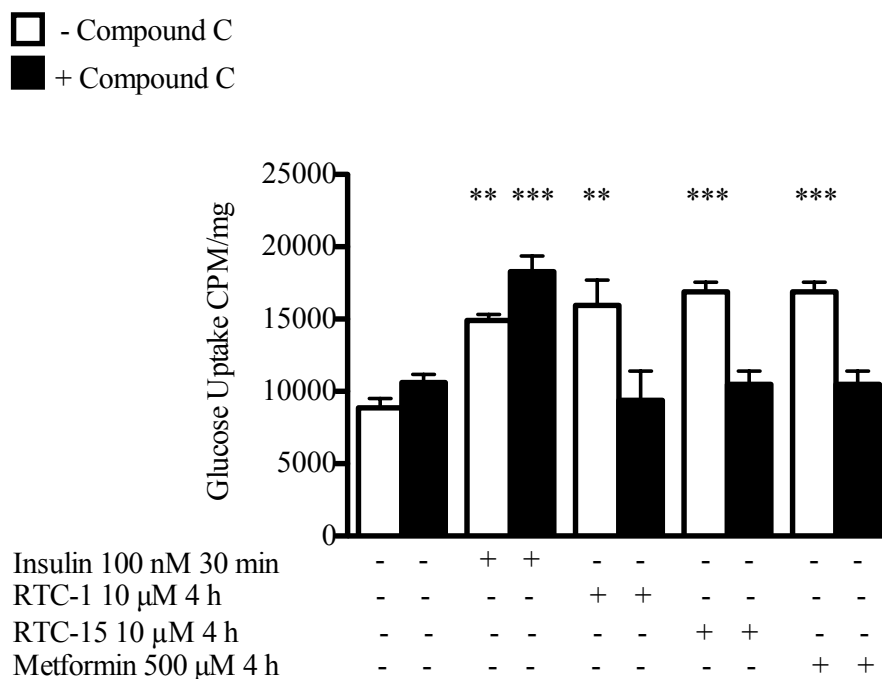 - Compound C
+ Compound C
Glucose Uptake CPM/mg
25000
20000
15000
10000
5000
0
** *** ** *** ***
Insulin 100 nM 30 min - - + + - - - - - -
RTC-1 10 μM 4 h - - - - + + - - - -
RTC-15 10 μM 4 h - - - - - - + + - -
Metformin 500 μM 4 h - - - - - - - - + +